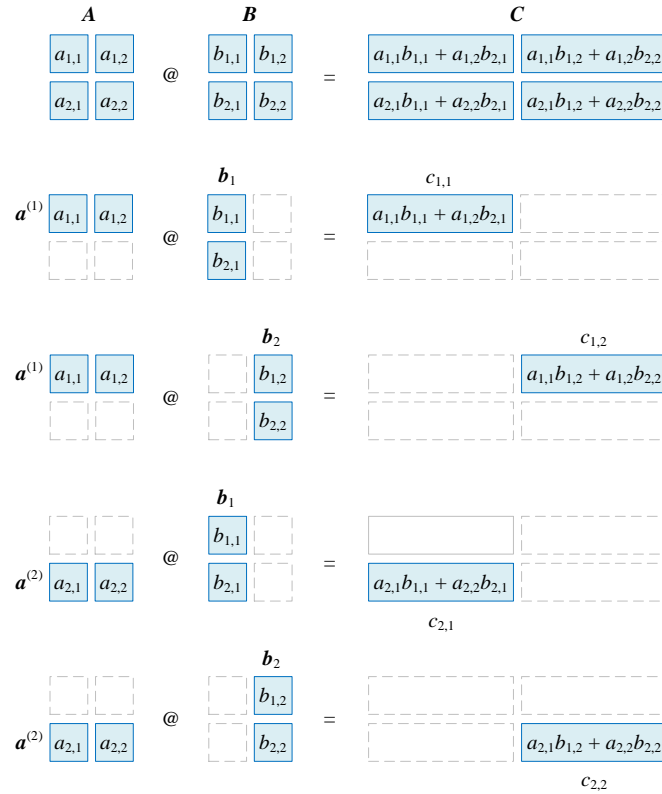 A B C
a1,1 a1,2 b1,1 b1,2 a1,1b1,1 + a1,2b2,1 a1,1b1,2 + a1,2b2,2
@ =
a2,1 a2,2 b2,1 b2,2 a2,1b1,1 + a2,2b2,1 a2,1b1,2 + a2,2b2,2
b1 c1,1
a(1) a1,1 a1,2 b1,1 a1,1b1,1 + a1,2b2,1
@ =
b2,1
b2 c1,2
a(1) a1,1 a1,2 b1,2 a1,1b1,2 + a1,2b2,2
@ =
b2,2
b1
b1,1
@ =
a(2) a2,1 a2,2 b2,1 a2,1b1,1 + a2,2b2,1
c2,1
b2
b1,2
@ =
a(2) a2,1 a2,2 b2,2 a2,1b1,2 + a2,2b2,2
c2,2